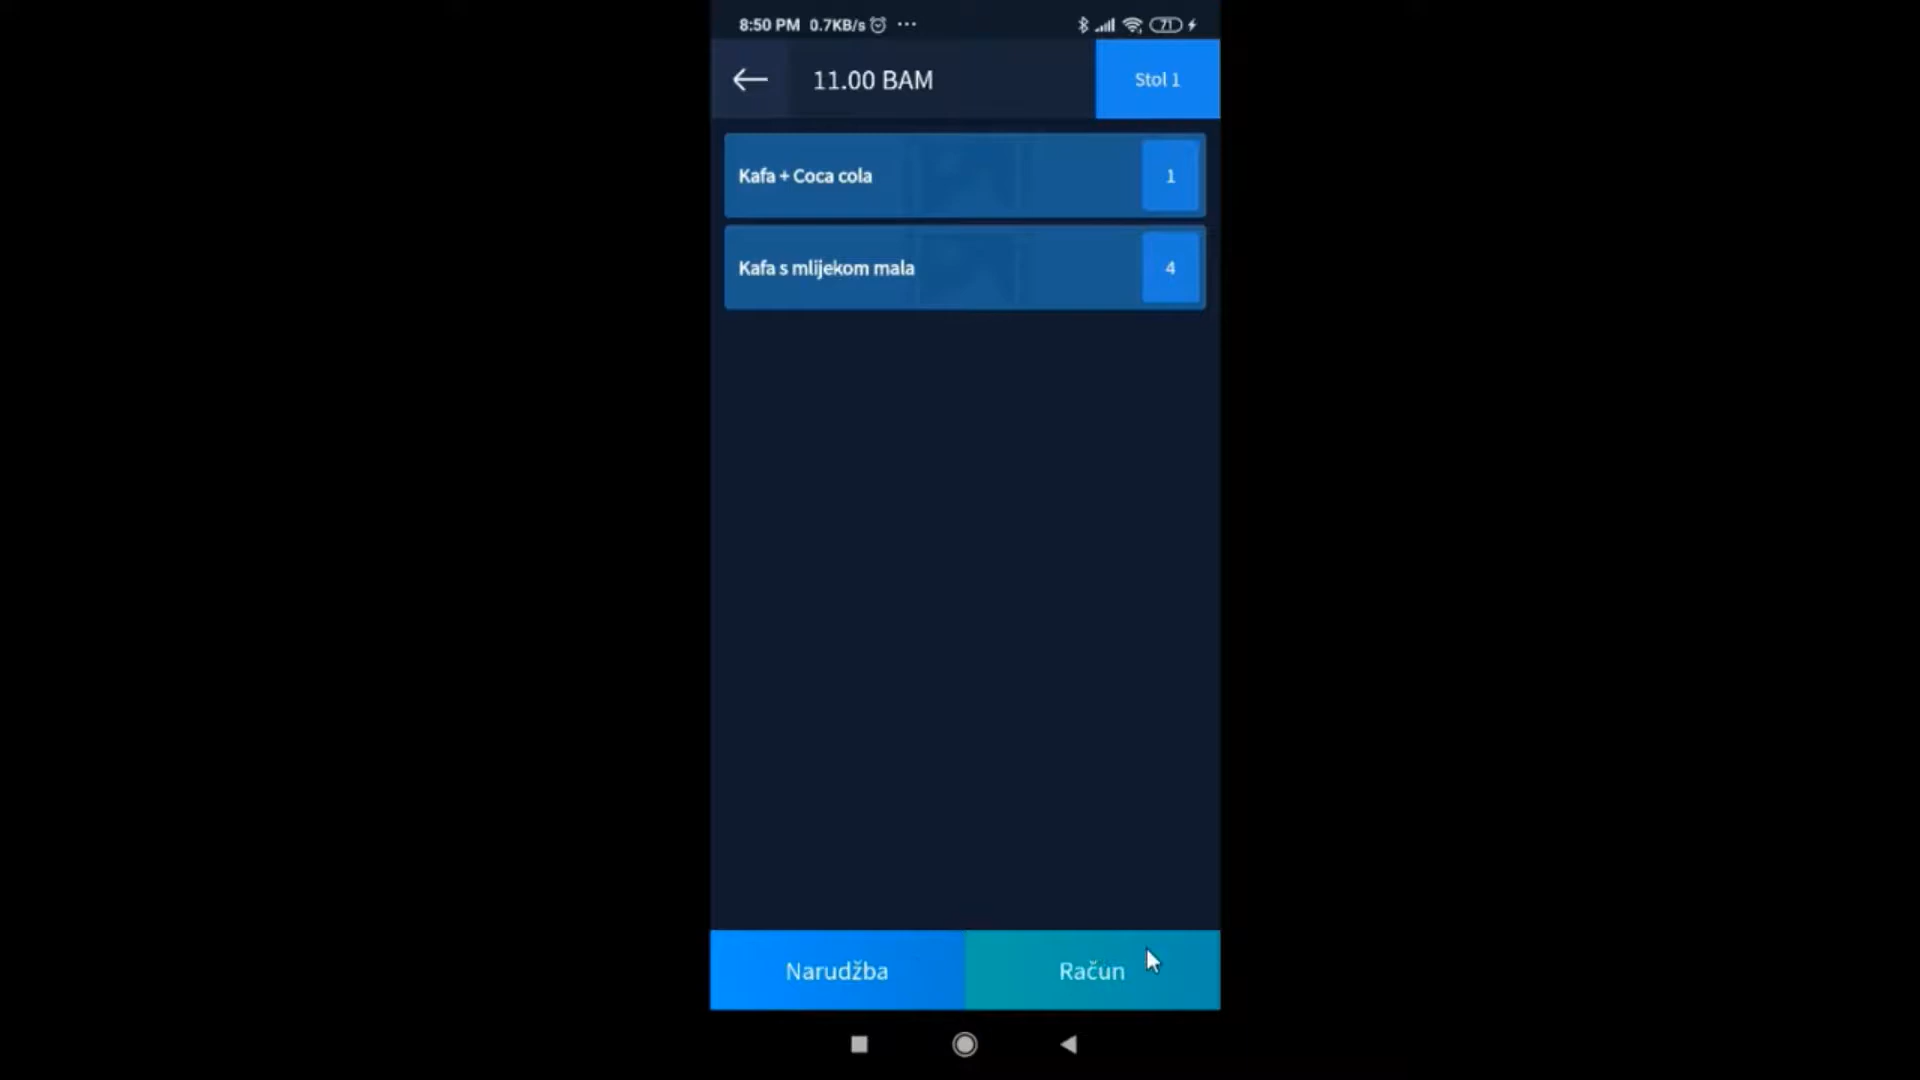 8:50 PM 0.7KB/s ... 71
11.00 BAM
Stol 1
Kafa + Coca cola
1
Kafa s mlijekom mala
4
Narudžba
Račun